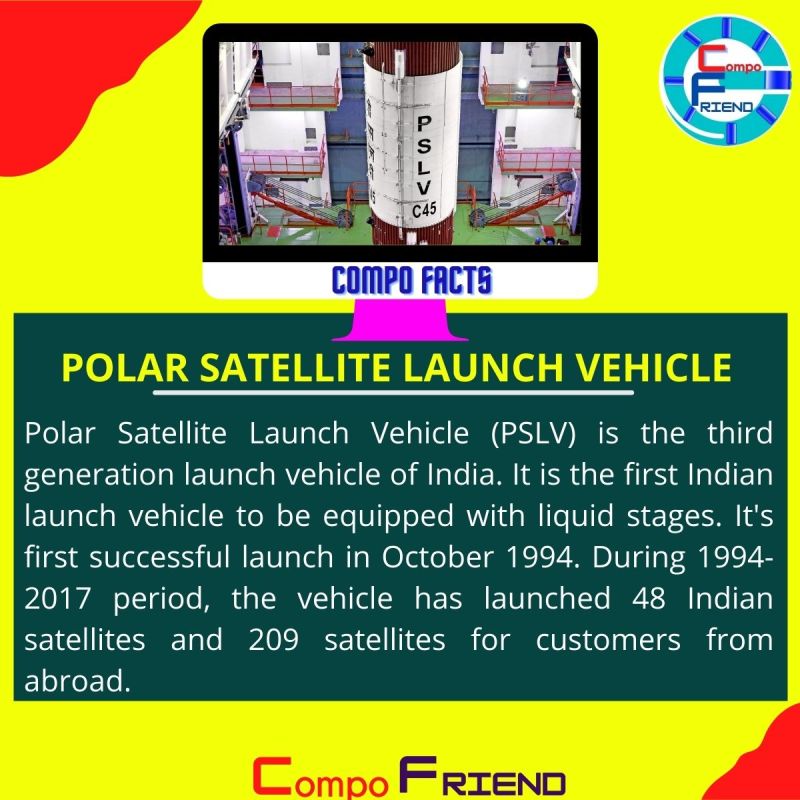 Compo
FRIEND
PSLV
C45
COMPO FACTS
POLAR SATELLITE LAUNCH VEHICLE
Polar Satellite Launch Vehicle (PSLV) is the third
generation launch vehicle of India. It is the first Indian
launch vehicle to be equipped with liquid stages. It's
first successful launch in October 1994. During 1994-
2017 period, the vehicle has launched 48 Indian
satellites and 209 satellites for customers from
abroad.
Compo FRIEND